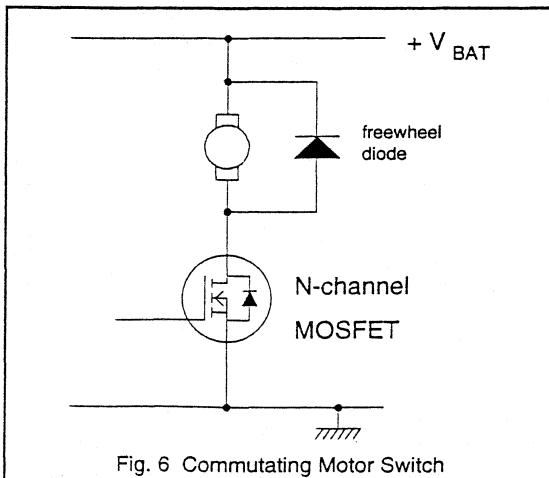 + V BAT
freewheel
diode
N-channel
MOSFET
Fig. 6 Commutating Motor Switch